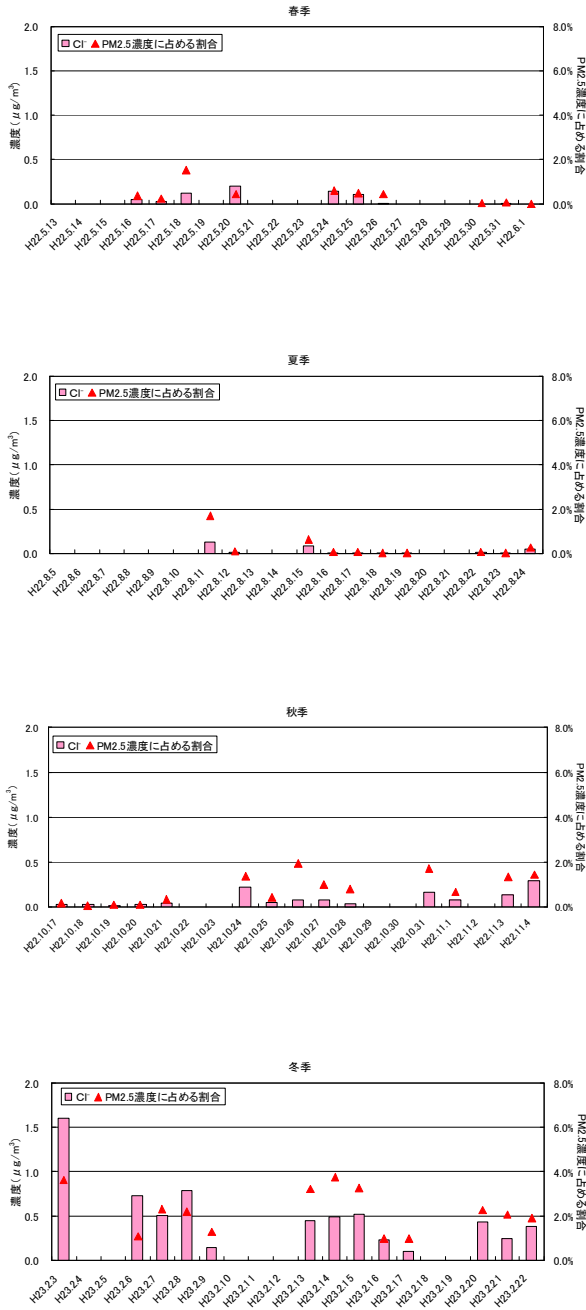 春季
Cl⁻ PM2.5濃度に占める割合
濃度(μg/m³)
2.0
1.5
1.0
0.5
0.0
8.0%
6.0%
4.0%
2.0%
0.0%
PM2.5濃度に占める割合
H22.5.13
H22.5.14
H22.5.15
H22.5.16
H22.5.17
H22.5.18
H22.5.19
H22.5.20
H22.5.21
H22.5.22
H22.5.23
H22.5.24
H22.5.25
H22.5.26
H22.5.27
H22.5.28
H22.5.29
H22.5.30
H22.5.31
H22.6.1
夏季
Cl⁻ PM2.5濃度に占める割合
濃度(μg/m³)
2.0
1.5
1.0
0.5
0.0
8.0%
6.0%
4.0%
2.0%
0.0%
PM2.5濃度に占める割合
H22.8.5
H22.8.6
H22.8.7
H22.8.8
H22.8.9
H22.8.10
H22.8.11
H22.8.12
H22.8.13
H22.8.14
H22.8.15
H22.8.16
H22.8.17
H22.8.18
H22.8.19
H22.8.20
H22.8.21
H22.8.22
H22.8.23
H22.8.24
秋季
Cl⁻ PM2.5濃度に占める割合
濃度(μg/m³)
2.0
1.5
1.0
0.5
0.0
8.0%
6.0%
4.0%
2.0%
0.0%
PM2.5濃度に占める割合
H22.10.17
H22.10.18
H22.10.19
H22.10.20
H22.10.21
H22.10.22
H22.10.23
H22.10.24
H22.10.25
H22.10.26
H22.10.27
H22.10.28
H22.10.29
H22.10.30
H22.10.31
H22.11.1
H22.11.2
H22.11.3
H22.11.4
冬季
Cl⁻ PM2.5濃度に占める割合
濃度(μg/m³)
2.0
1.5
1.0
0.5
0.0
8.0%
6.0%
4.0%
2.0%
0.0%
PM2.5濃度に占める割合
H23.2.3
H23.2.4
H23.2.5
H23.2.6
H23.2.7
H23.2.8
H23.2.9
H23.2.10
H23.2.11
H23.2.12
H23.2.13
H23.2.14
H23.2.15
H23.2.16
H23.2.17
H23.2.18
H23.2.19
H23.2.20
H23.2.21
H23.2.22